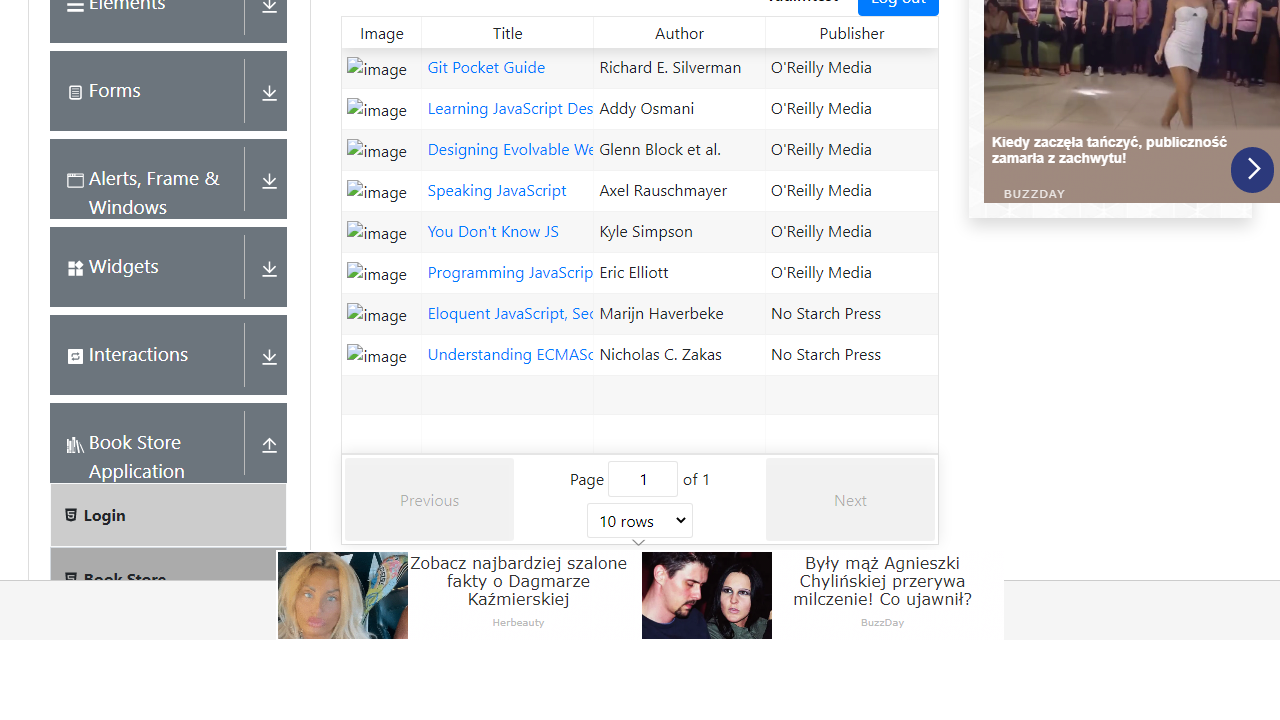 Elements
Forms
Alerts, Frame &
Windows
Widgets
Interactions
Book Store
Application
Login
Book Store
Log out
Image Title Author Publisher
image Git Pocket Guide Richard E. Silverman O'Reilly Media
image Learning JavaScript Des Addy Osmani O'Reilly Media
image Designing Evolvable We Glenn Block et al. O'Reilly Media
image Speaking JavaScript Axel Rauschmayer O'Reilly Media
image You Don't Know JS Kyle Simpson O'Reilly Media
image Programming JavaScrip Eric Elliott O'Reilly Media
image Eloquent JavaScript, Sec Marijn Haverbeke No Starch Press
image Understanding ECMASc Nicholas C. Zakas No Starch Press
Previous
Page 1 of 1
10 rows
Next
Kiedy zaczęła tańczyć, publiczność
zamarła z zachwytu!
BUZZDAY
Zobacz najbardziej szalone
fakty o Dagmarze
Kaźmierskiej
Herbeauty
Były mąż Agnieszki
Chylińskiej przerywa
milczenie! Co ujawnił?
BuzzDay